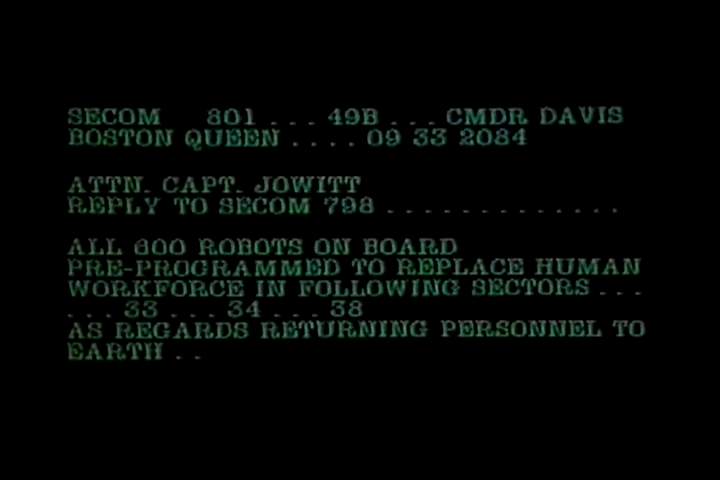 SECOM 801 ... 49B ... CMDR DAVIS
BOSTON QUEEN .... 09 33 2084
ATTN. CAPT. JOWITT
REPLY TO SECOM 798 .............
ALL 600 ROBOTS ON BOARD
PRE-PROGRAMMED TO REPLACE HUMAN
WORKFORCE IN FOLLOWING SECTORS ...
... 33 ... 34 ... 38
AS REGARDS RETURNING PERSONNEL TO
EARTH ..